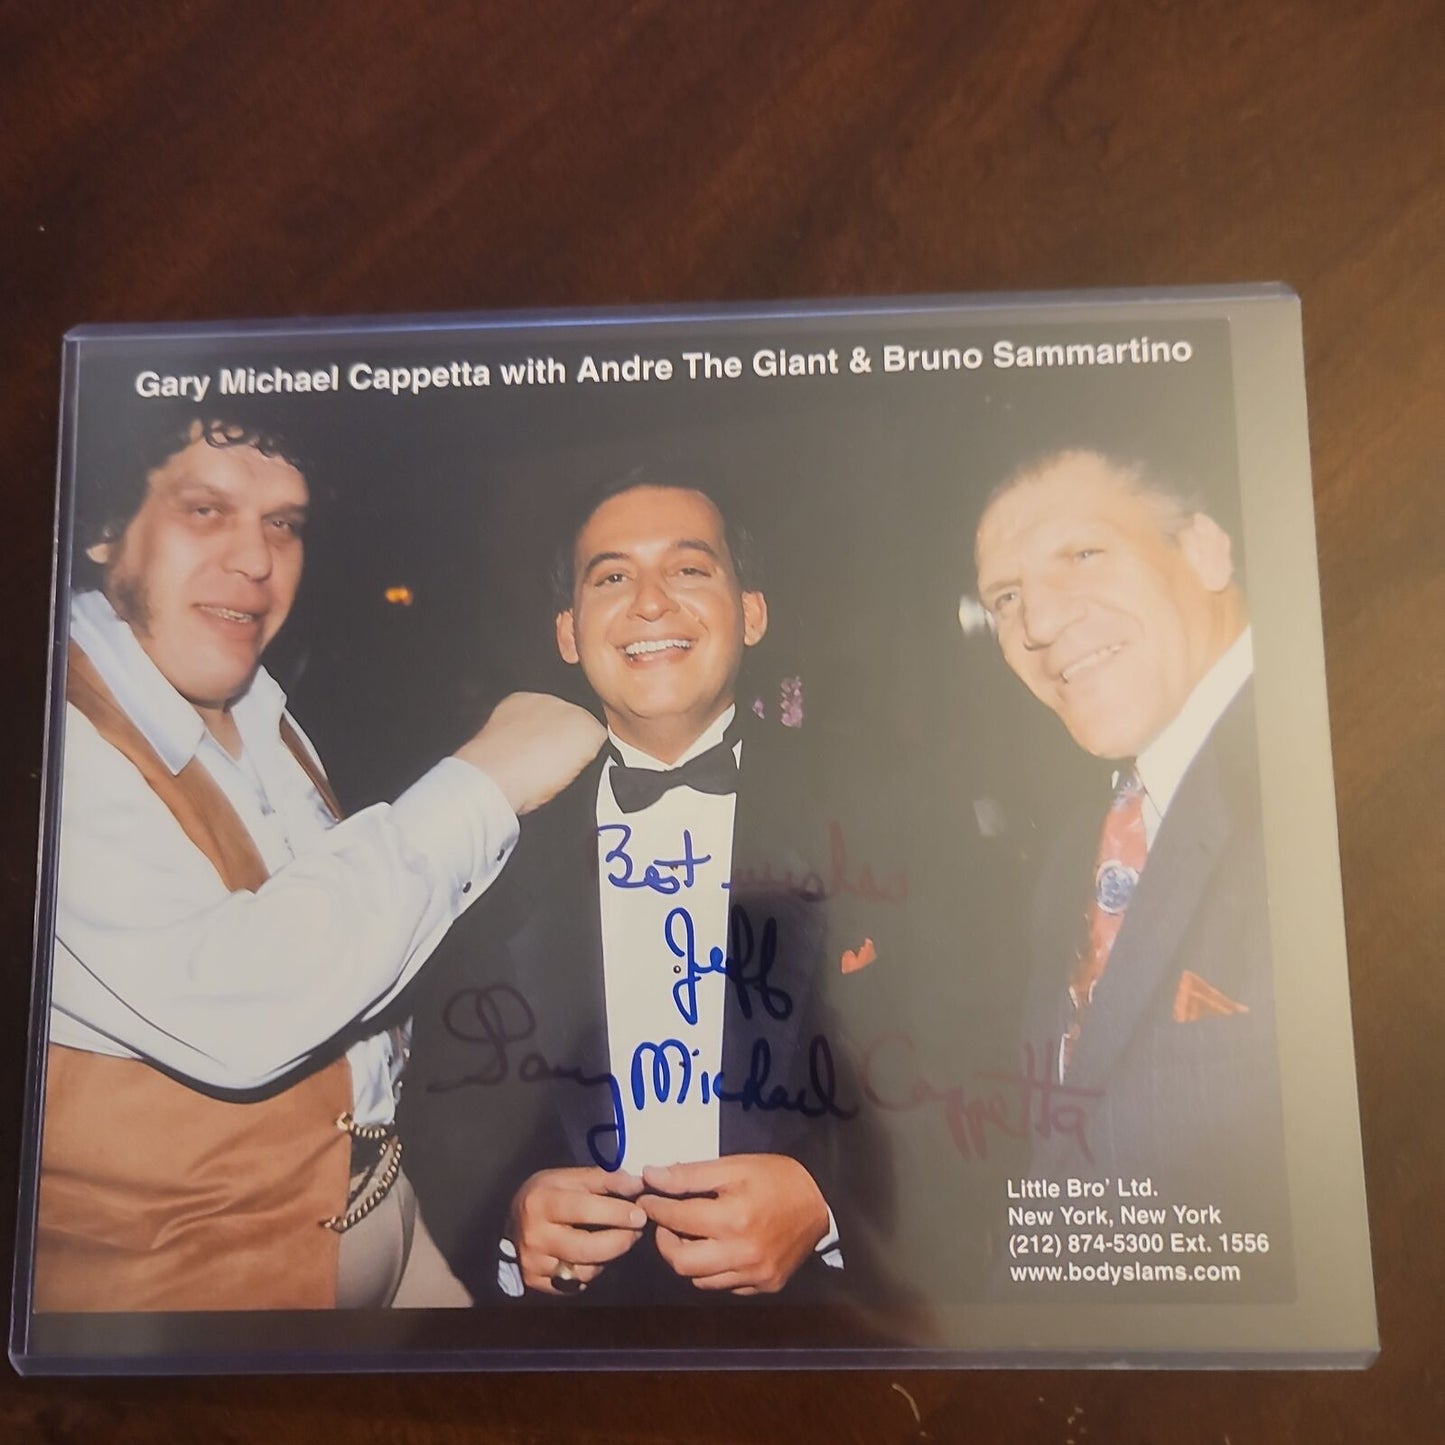 Gary Michael Cappetta with Andre The Giant & Bruno Sammartino
Best wishes
Jeff
Gary Michael Cappetta
Little Bro' Ltd.
New York, New York
(212) 874-5300 Ext. 1556
www.bodyslams.com